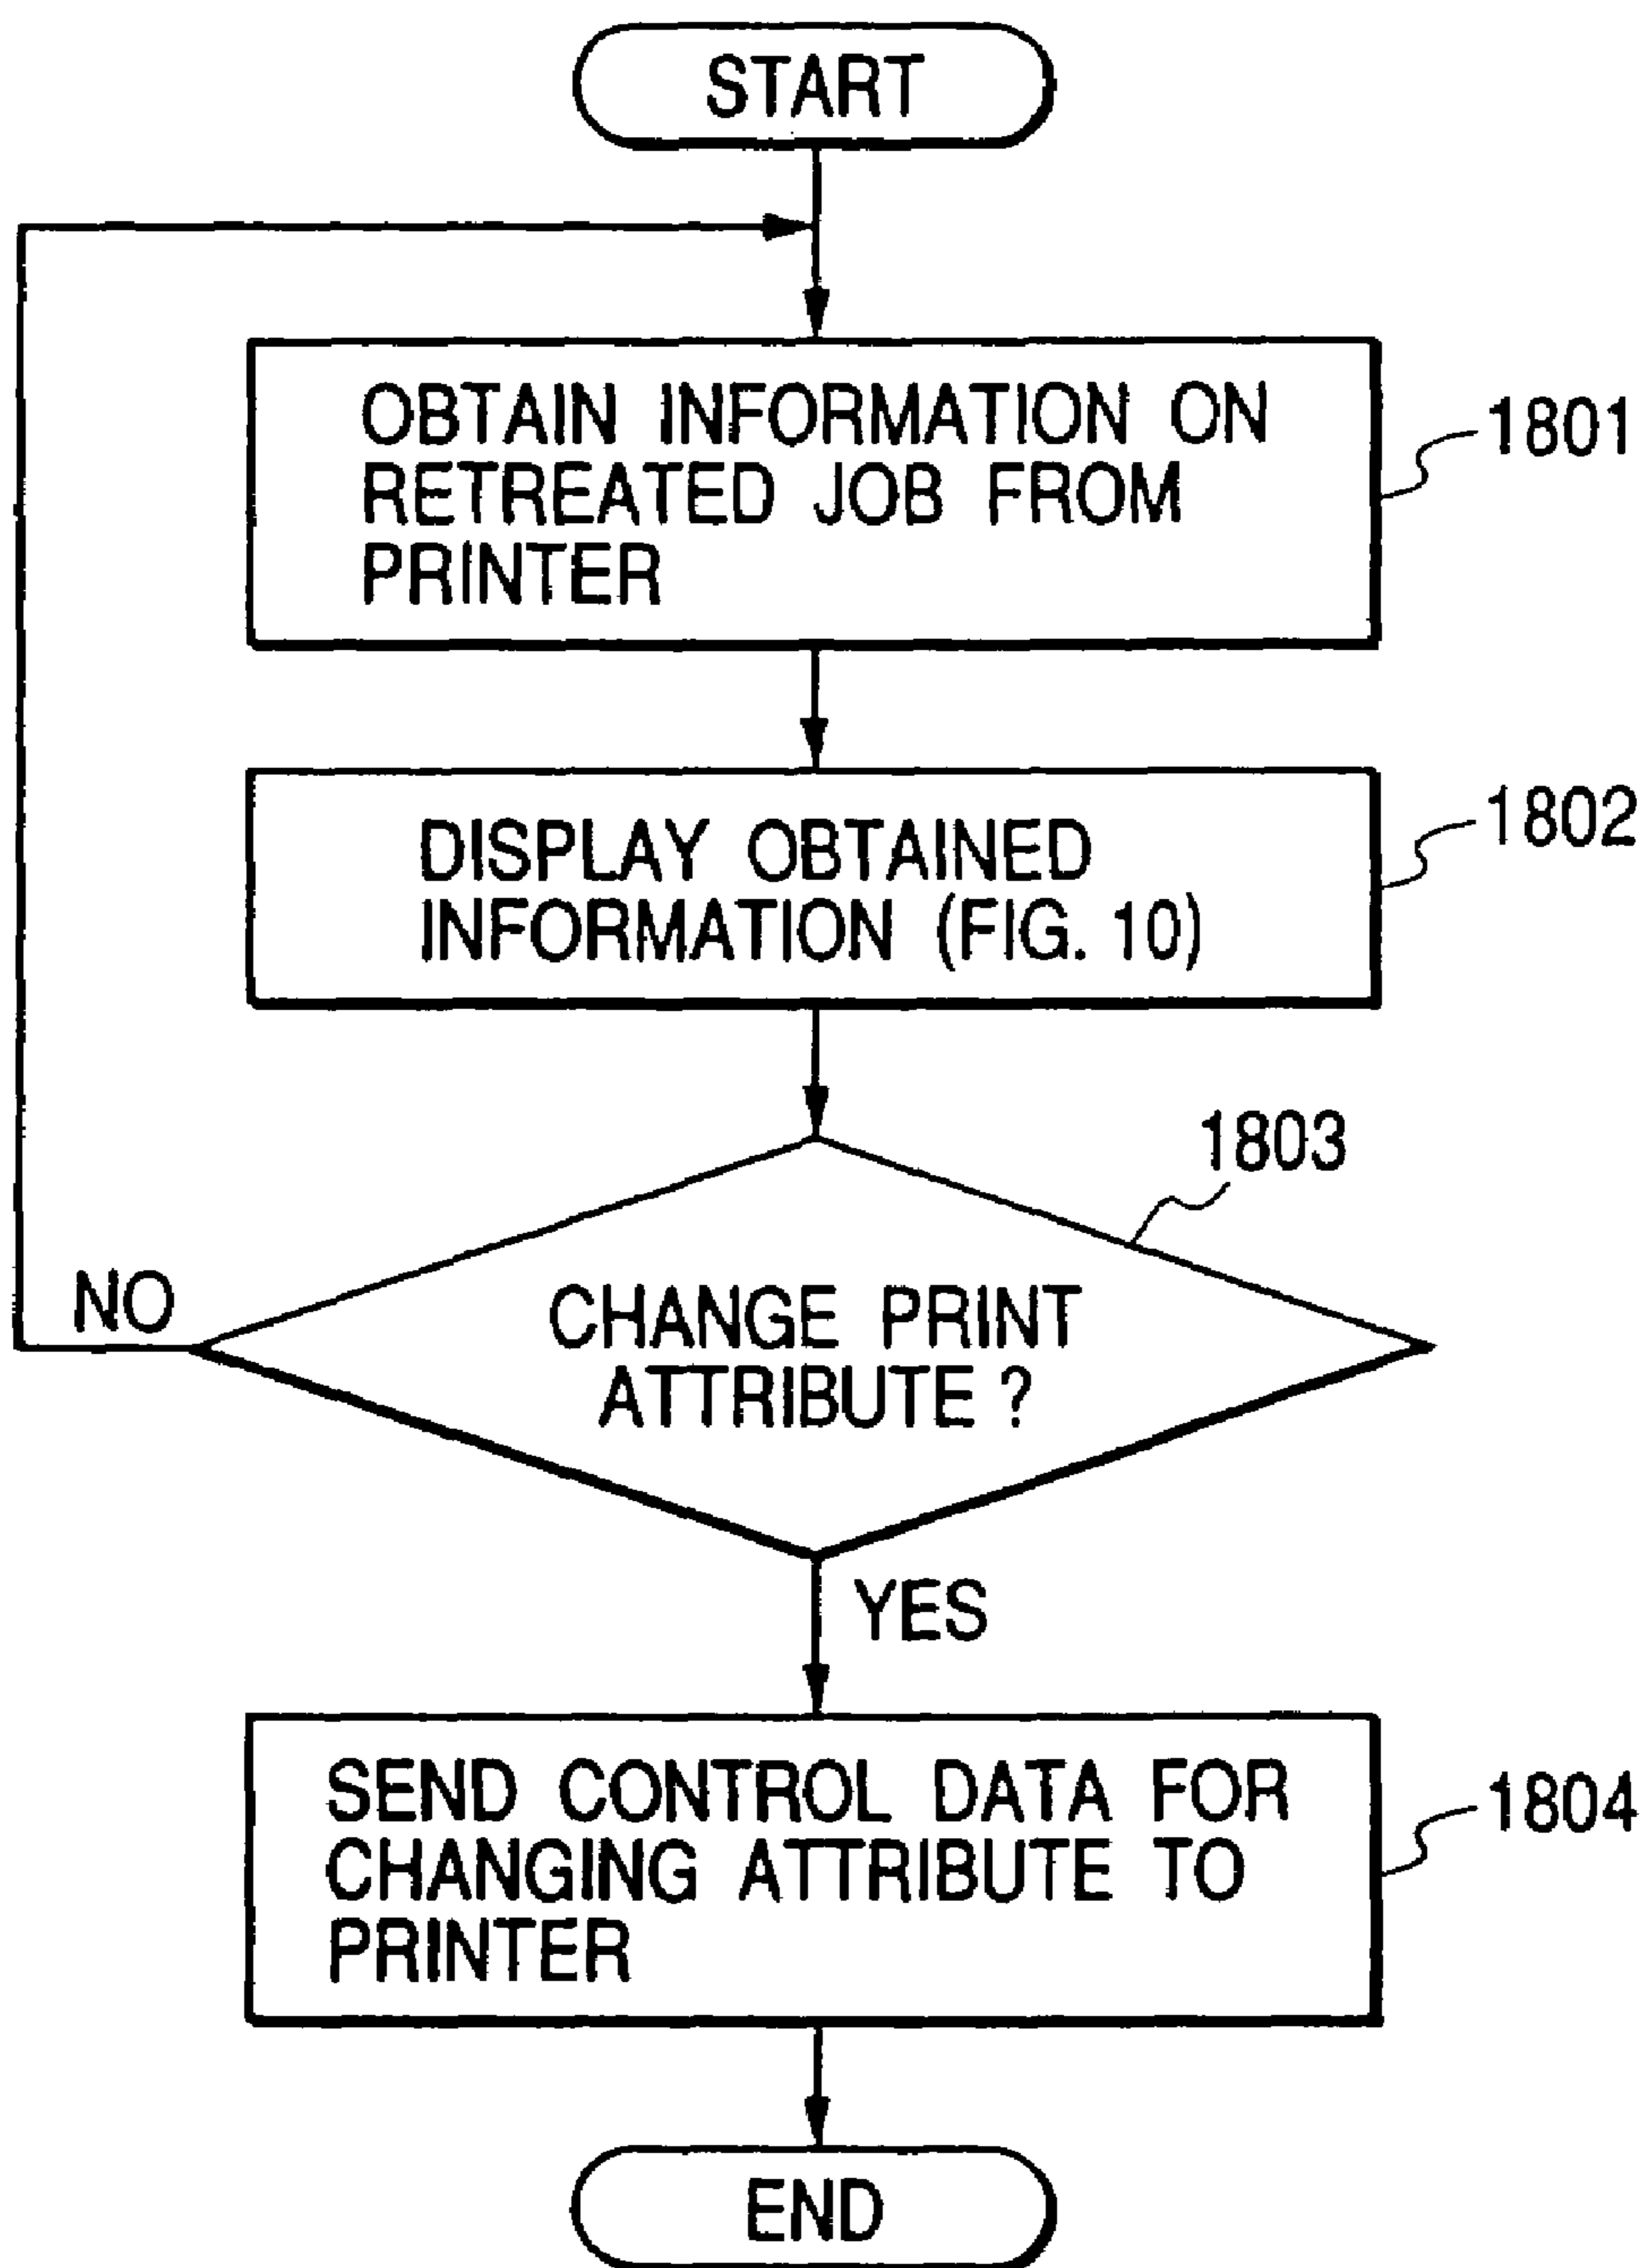 START
OBTAIN INFORMATION ON
RETREATED JOB FROM
PRINTER
1801
DISPLAY OBTAINED
INFORMATION (FIG. 10)
1802
1803
CHANGE PRINT
ATTRIBUTE ?
NO
YES
SEND CONTROL DATA FOR
CHANGING ATTRIBUTE TO
PRINTER
1804
END